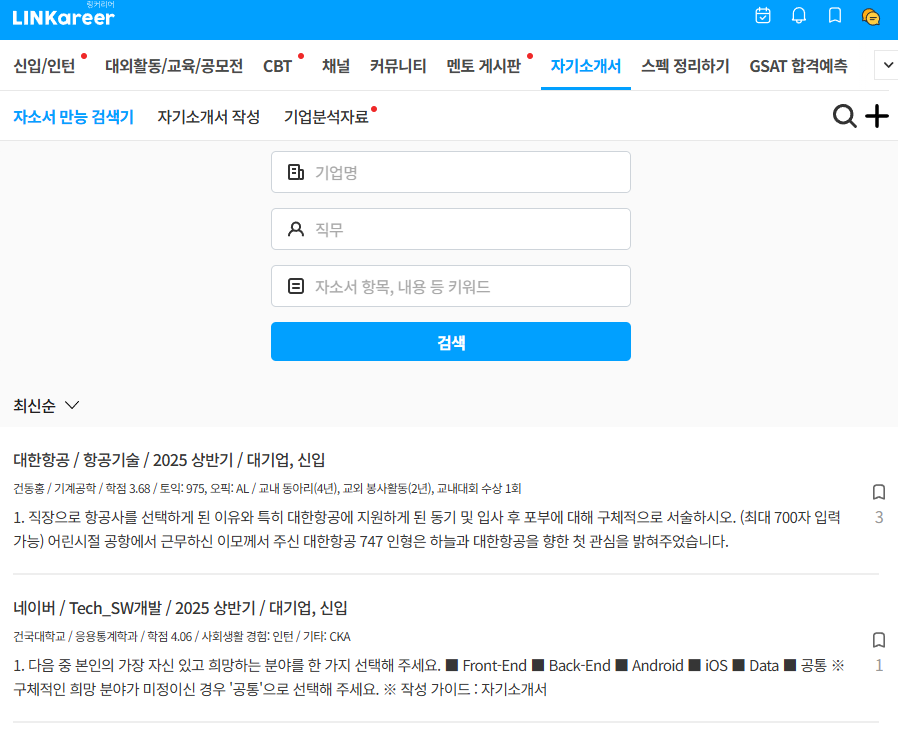 링커리어
LINKareer
신입/인턴 대외활동/교육/공모전 CBT 채널 커뮤니티 멘토 게시판 자기소개서 스펙 정리하기 GSAT 합격예측
자소서 만능 검색기 자기소개서 작성 기업분석자료
기업명
직무
자소서 항목, 내용 등 키워드
검색
최신순
대한항공 / 항공기술 / 2025 상반기 / 대기업, 신입
건동홍 / 기계공학 / 학점 3.68 / 토익: 975, 오픽: AL / 교내 동아리(4년), 교외 봉사활동(2년), 교내대회 수상 1회
1. 직장으로 항공사를 선택하게 된 이유와 특히 대한항공에 지원하게 된 동기 및 입사 후 포부에 대해 구체적으로 서술하시오. (최대 700자 입력
가능) 어린시절 공항에서 근무하신 이모께서 주신 대한항공 747 인형은 하늘과 대한항공을 향한 첫 관심을 밝혀주었습니다.
3
네이버 / Tech_SW개발 / 2025 상반기 / 대기업, 신입
건국대학교 / 응용통계학과 / 학점 4.06 / 사회생활 경험: 인턴 / 기타: CKA
1. 다음 중 본인의 가장 자신 있고 희망하는 분야를 한 가지 선택해 주세요. ■ Front-End ■ Back-End ■ Android ■ iOS ■ Data ■ 공통 ※
구체적인 희망 분야가 미정이신 경우 '공통'으로 선택해 주세요. ※ 작성 가이드 : 자기소개서
1